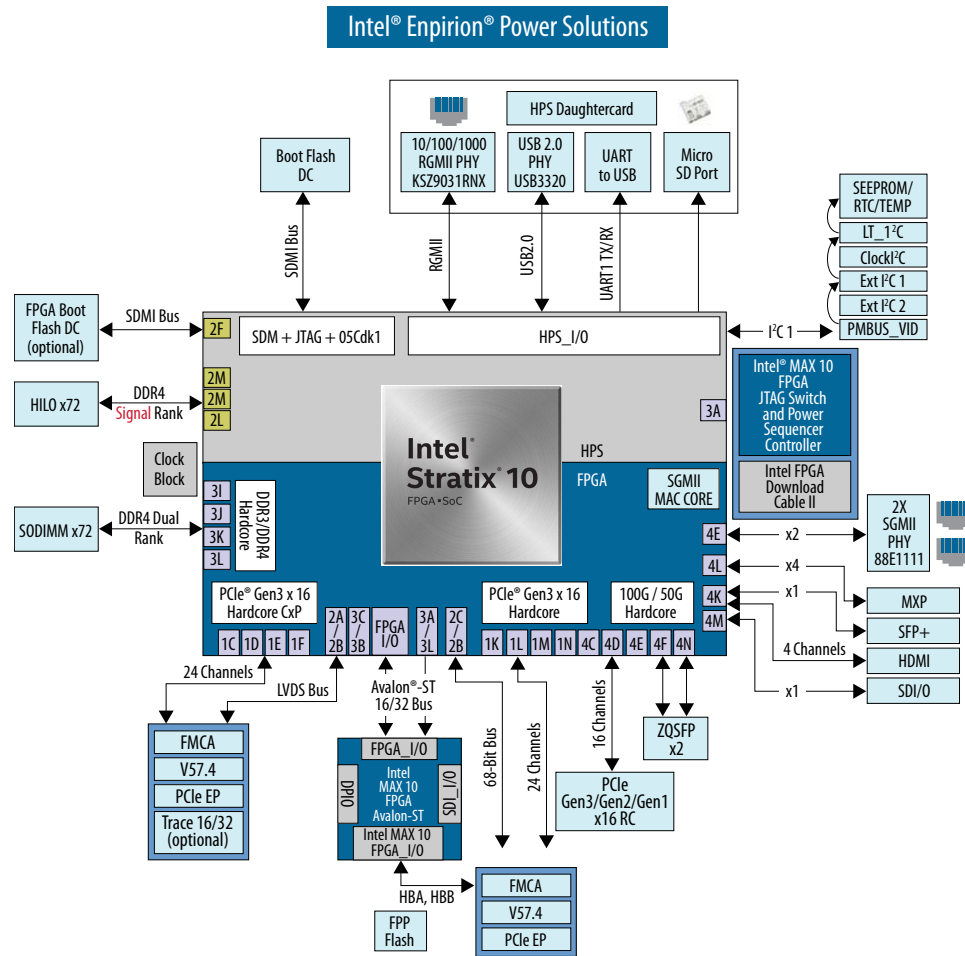 Intel® Enpirion® Power Solutions
HPS Daughtercard
10/100/1000
RGMII PHY
KSZ9031RNX
USB 2.0
PHY
USB3320
UART
to USB
Micro
SD Port
Boot Flash
DC
SEEPROM/
RTC/TEMP
LT_1²C
ClockI²C
Ext I²C 1
Ext I²C 2
PMBUS_VID
SDMI Bus
RGMII
USB2.0
UART1 TX/RX
I²C 1
FPGA Boot
Flash DC
(optional)
SDMI Bus
2F
SDM + JTAG + 05Cdk1
HPS_I/O
HILO x72
DDR4
Signal Rank
2M
2M
2L
3A
Intel® MAX 10
FPGA
JTAG Switch
and Power
Sequencer
Controller
Intel FPGA
Download
Cable II
Intel®
Stratix® 10
FPGA • SoC
HPS
FPGA
Clock
Block
SGMII
MAC CORE
SODIMM x72
DDR4 Dual
Rank
3I
3J
3K
3L
DDR3/DDR4
Hardcore
4E
4L
4K
4M
x2
x4
x1
4 Channels
x1
2X
SGMII
PHY
88E1111
MXP
SFP+
HDMI
SDI/O
PCIe® Gen3 x 16
Hardcore CxP
PCIe® Gen3 x 16
Hardcore
100G / 50G
Hardcore
1C
1D
1E
1F
2A
/
2B
3C
/
3B
FPGA
I/O
3A
/
3L
2C
/
2B
1K
1L
1M
1N
4C
4D
4E
4F
4N
24 Channels
LVDS Bus
Avalon®-ST
16/32 Bus
68-Bit Bus
24 Channels
16 Channels
ZQSFP
x2
PCIe
Gen3/Gen2/Gen1
x16 RC
FMCA
V57.4
PCIe EP
Trace 16/32
(optional)
FPGA_I/O
DPIO
Intel
MAX 10
FPGA
Avalon-ST
SDI_I/O
Intel MAX 10
FPGA_I/O
HBA, HBB
FPP
Flash
FMCA
V57.4
PCIe EP